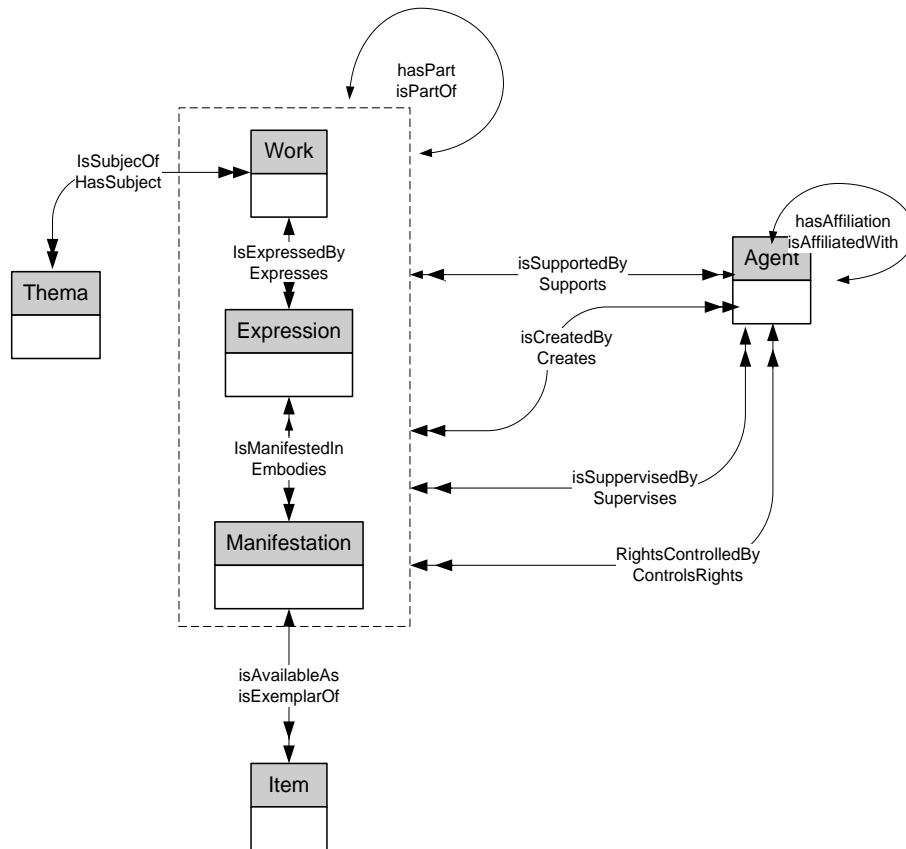 hasPart
isPartOf
Work
IsSubjecOf
HasSubject
hasAffiliation
isAffiliatedWith
IsExpressedBy
Expresses
isSupportedBy
Supports
Agent
Thema
Expression
isCreatedBy
Creates
IsManifestedIn
Embodies
isSuppervisedBy
Supervises
Manifestation
RightsControlledBy
ControlsRights
isAvailableAs
isExemplarOf
Item